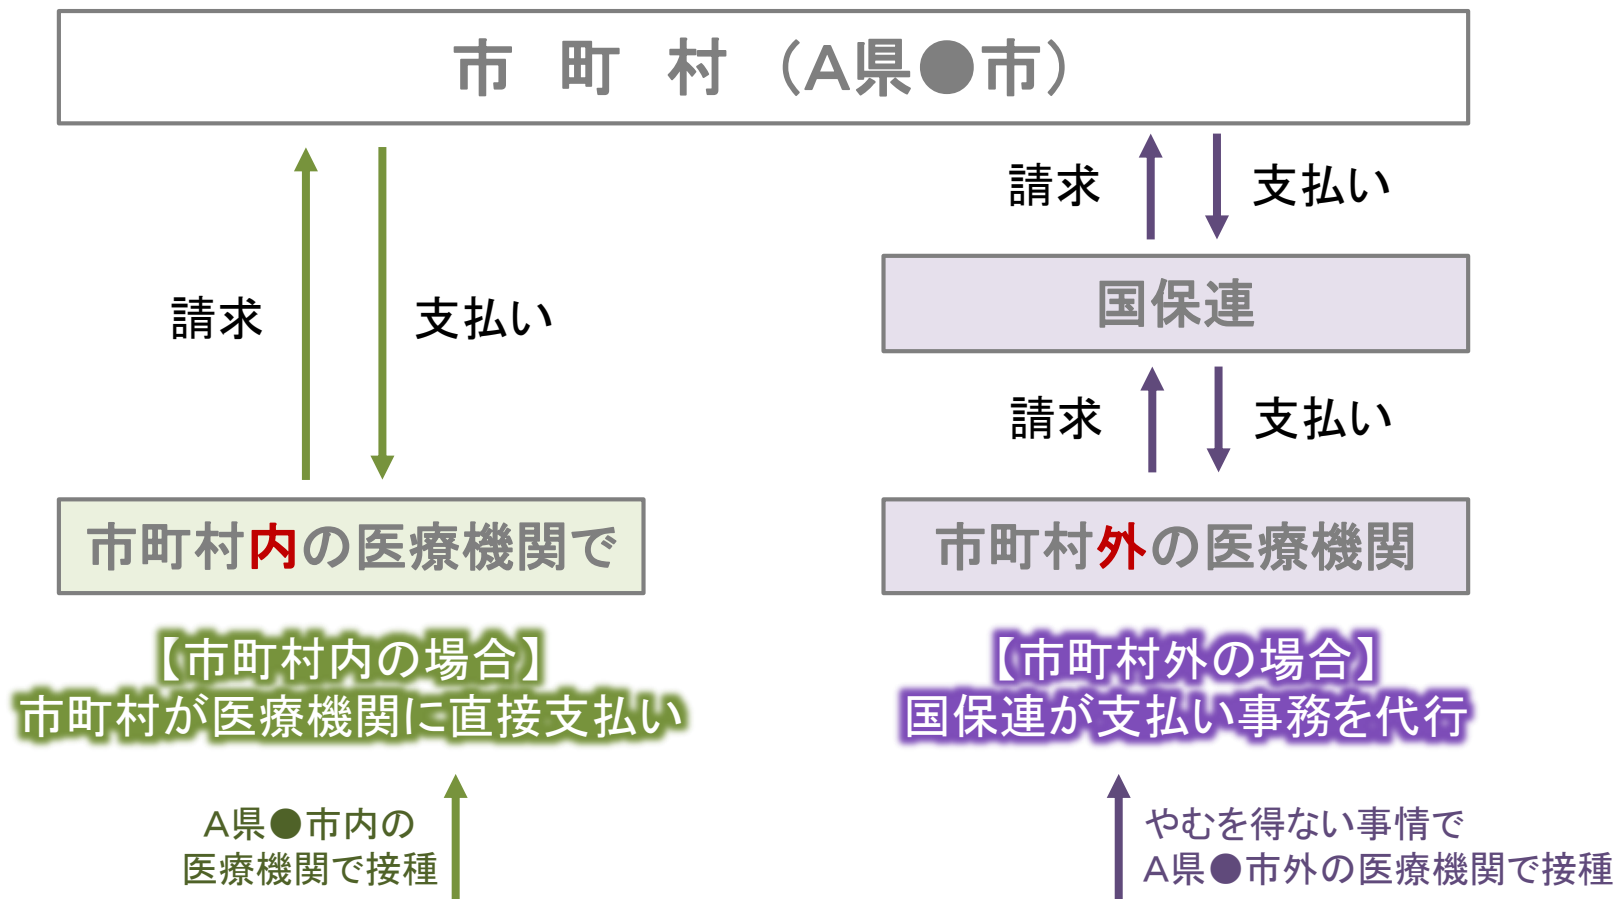 市　町　村　（A県●市）
請求
支払い
国保連
請求
支払い
請求
支払い
市町村内の医療機関で
市町村外の医療機関
【市町村内の場合】
市町村が医療機関に直接支払い
【市町村外の場合】
国保連が支払い事務を代行
A県●市内の
医療機関で接種
やむを得ない事情で
A県●市外の医療機関で接種